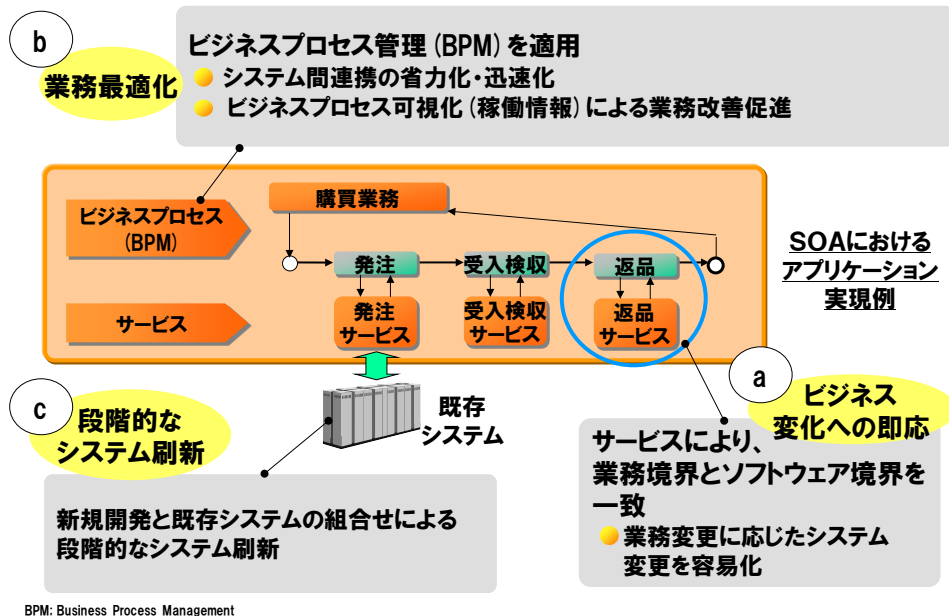 b
業務最適化
ビジネスプロセス管理(BPM)を適用
システム間連携の省力化・迅速化
ビジネスプロセス可視化(稼働情報)による業務改善促進
ビジネスプロセス
(BPM)
購買業務
発注
受入検収
返品
サービス
発注
サービス
受入検収
サービス
返品
サービス
SOAにおける
アプリケーション
実現例
既存
システム
a
ビジネス
変化への即応
サービスにより、
業務境界とソフトウェア境界を
一致
業務変更に応じたシステム
変更を容易化
c
段階的な
システム刷新
新規開発と既存システムの組合せによる
段階的なシステム刷新
BPM: Business Process Management